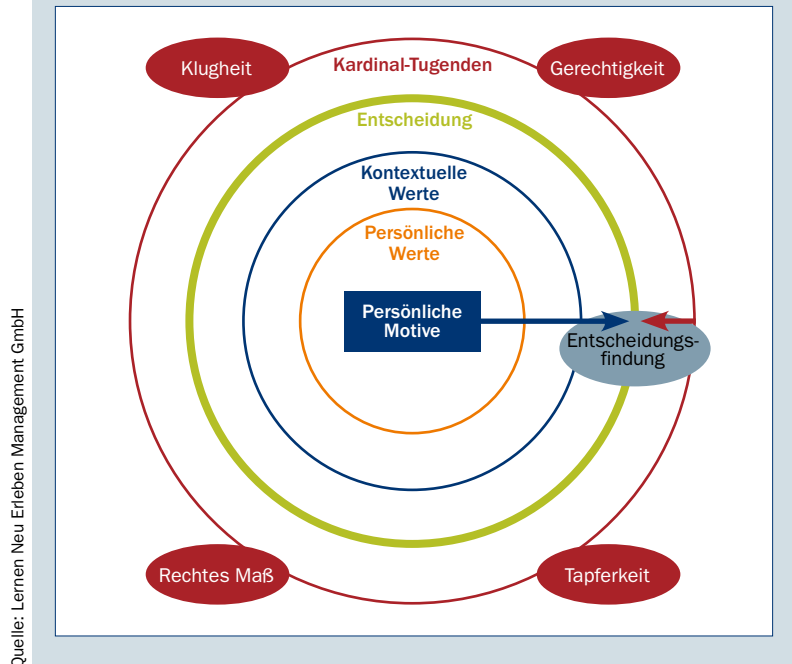 Klugheit
Kardinal-Tugenden
Gerechtigkeit
Entscheidung
Kontextuelle
Werte
Persönliche
Werte
Persönliche
Motive
Entscheidungs-
findung
Rechtes Maß
Tapferkeit
Quelle: Lernen Neu Erleben Management GmbH